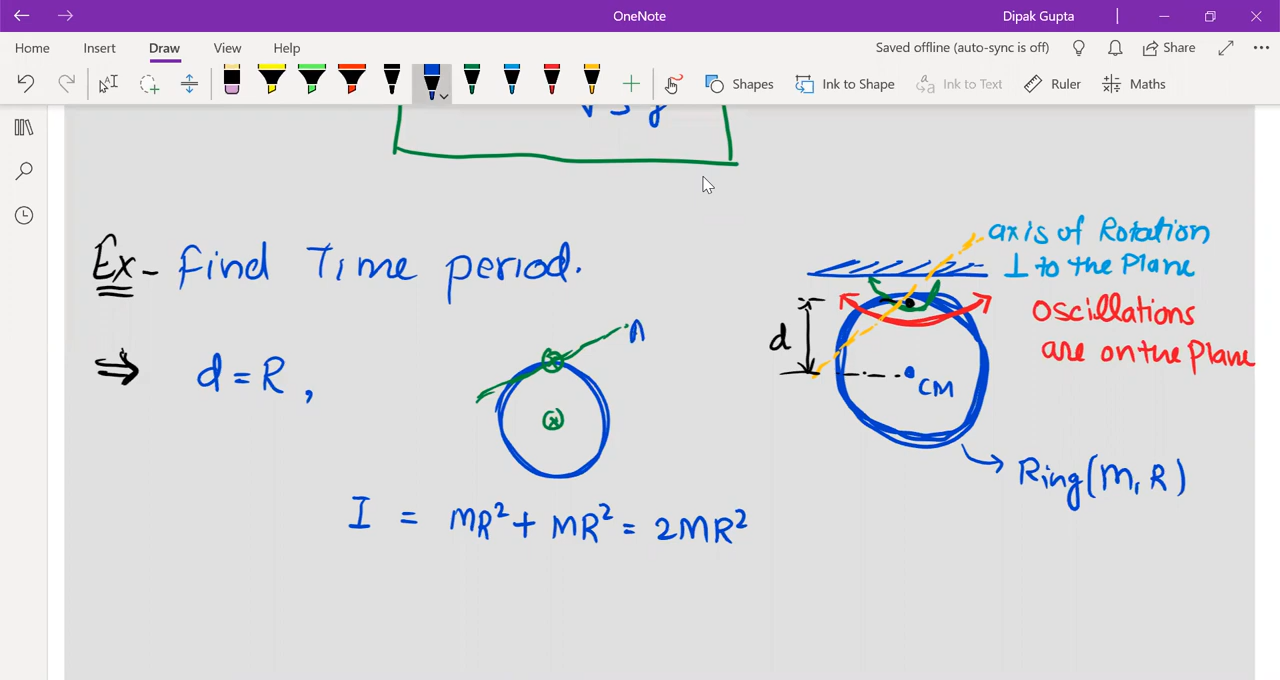 OneNote
Dipak Gupta
Home Insert Draw View Help
Saved offline (auto-sync is off)
Share
Shapes
Ink to Shape
Ink to Text
Ruler
Maths
Ex- Find Time period.
axis of Rotation
⊥ to the Plane
oscillations
are on the Plane
d
CM
Ring(M, R)
⇒ d = R ,
I = MR² + MR² = 2MR²